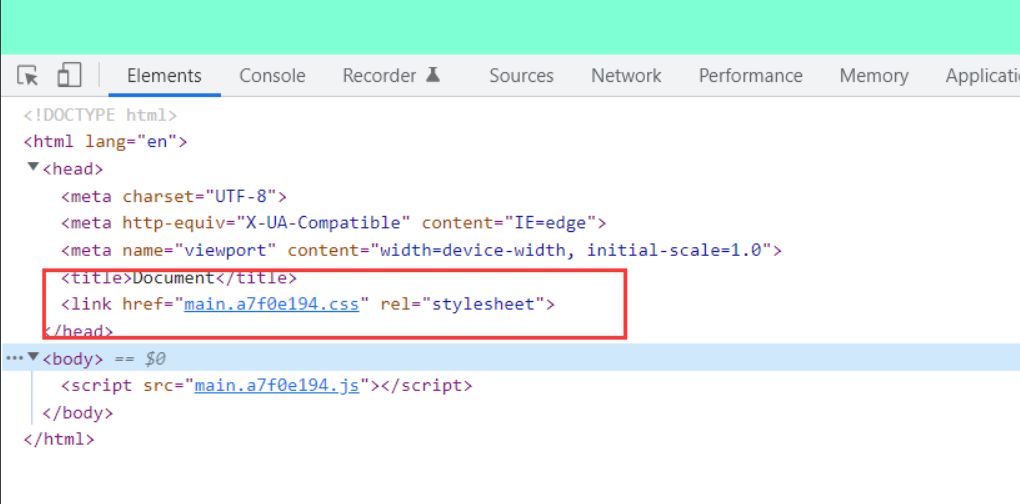 Elements Console Recorder Sources Network Performance Memory Applicati
<!DOCTYPE html>
<html lang="en">
<head>
<meta charset="UTF-8">
<meta http-equiv="X-UA-Compatible" content="IE=edge">
<meta name="viewport" content="width=device-width, initial-scale=1.0">
<title>Document</title>
<link href="main.a7f0e194.css" rel="stylesheet">
</head>
<body> == $0
<script src="main.a7f0e194.js"></script>
</body>
</html>